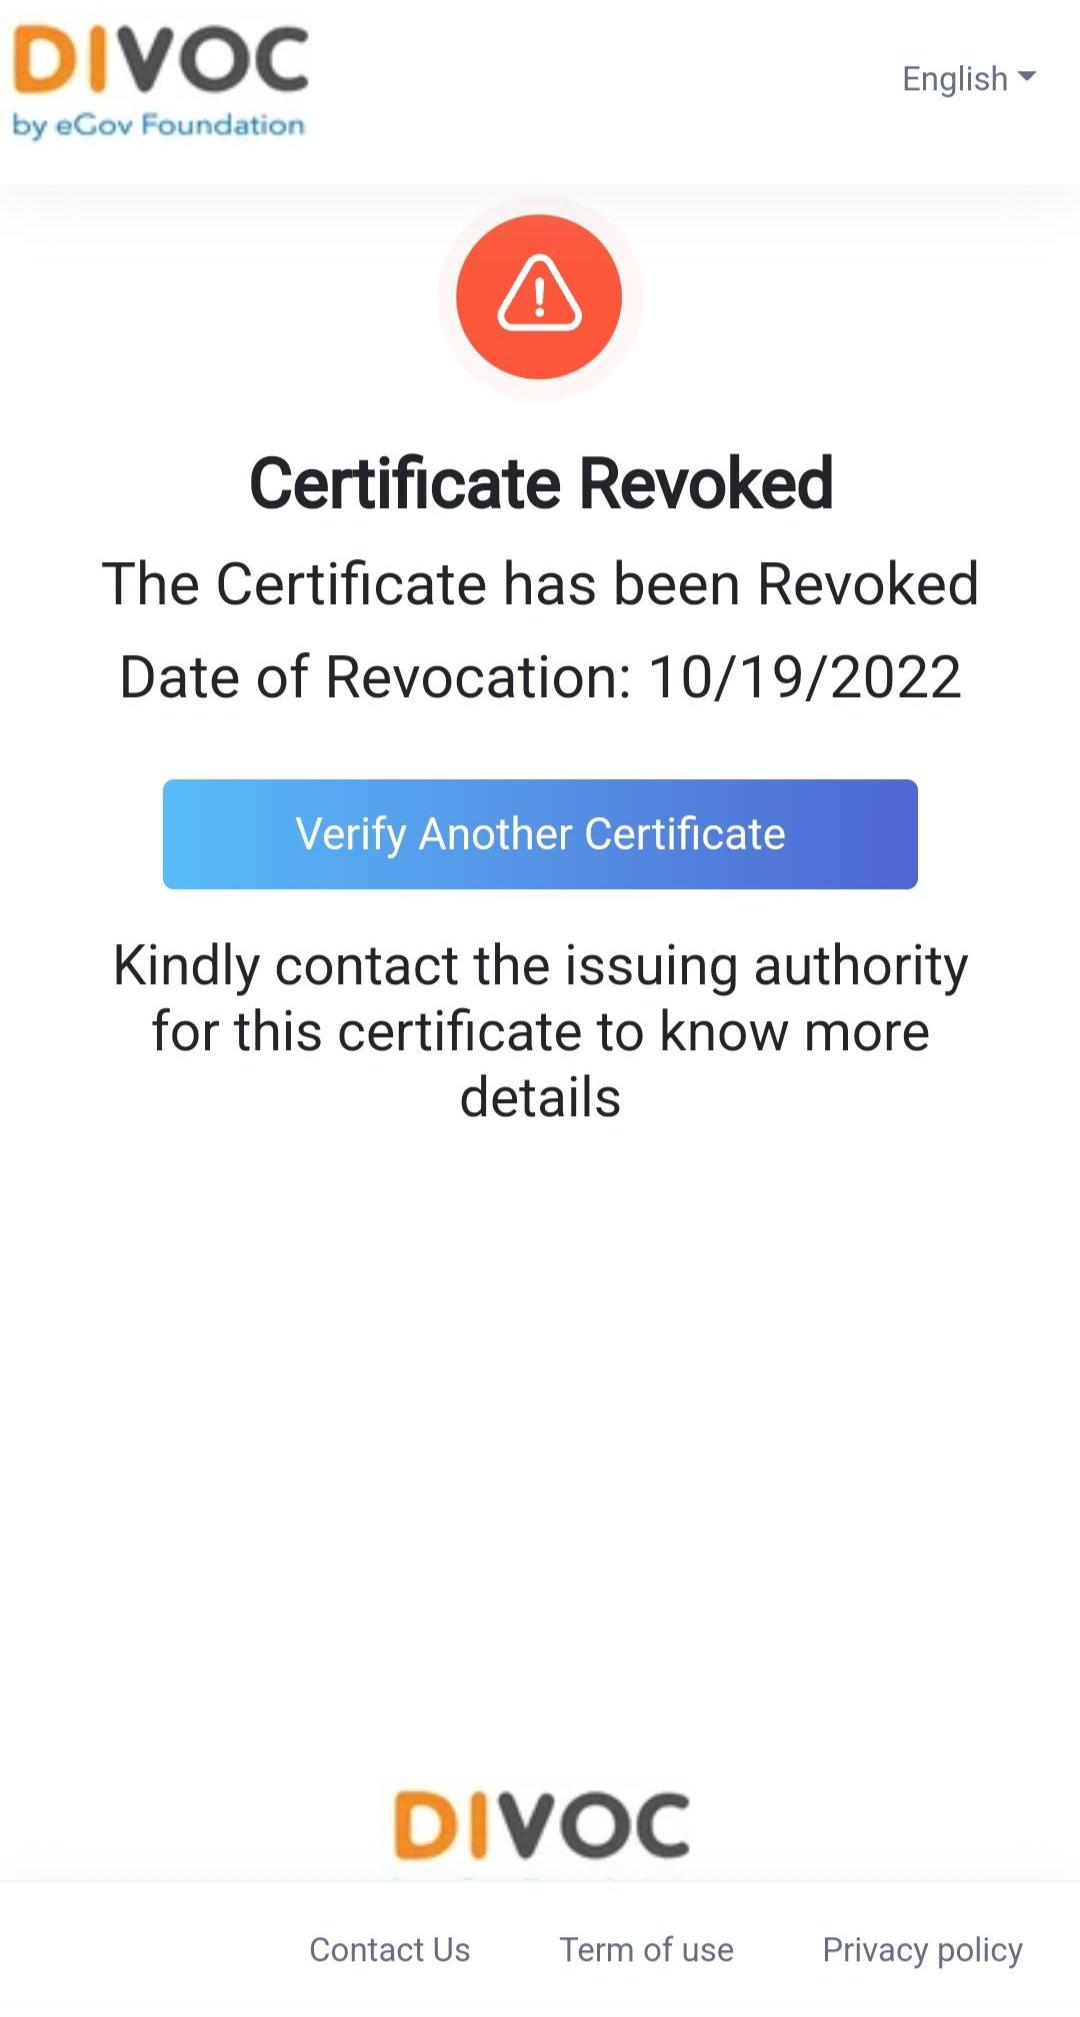 DIVOC
by eGov Foundation
English
Certificate Revoked
The Certificate has been Revoked
Date of Revocation: 10/19/2022
Verify Another Certificate
Kindly contact the issuing authority
for this certificate to know more
details
DIVOC
Contact Us Term of use Privacy policy